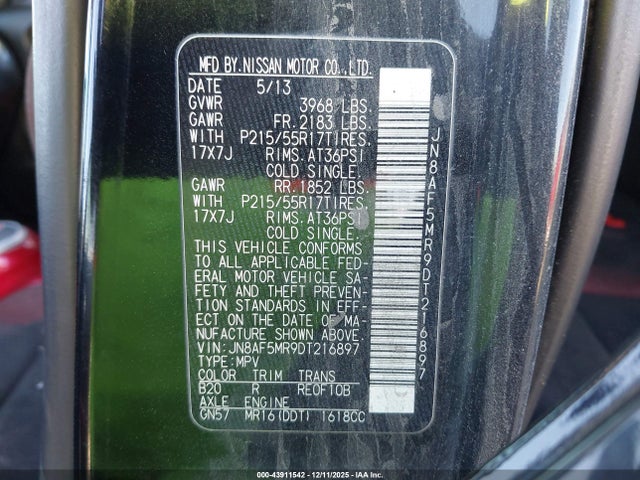 MFD BY.NISSAN MOTOR CO.,LTD.
DATE 5/13
GVWR 3968 LBS.
GAWR FR.2183 LBS.
WITH P215/55R17TIRES.
17X7J RIMS.AT36PSI
COLD SINGLE.
GAWR RR.1852 LBS.
WITH P215/55R17TIRES.
17X7J RIMS.AT36PSI
COLD SINGLE.
THIS VEHICLE CONFORMS
TO ALL APPLICABLE FED-
ERAL MOTOR VEHICLE SA-
FETY AND THEFT PREVEN-
TION STANDARDS IN EFF-
ECT ON THE DATE OF MA-
NUFACTURE SHOWN ABOVE.
VIN:JN8AF5MR9DT216897
TYPE:MPV
COLOR TRIM TRANS
B20 R RE0F10B
AXLE ENGINE
GN57 MR16(DDT) 1618CC
JN8AF5MR9DT216897
000-43911542 - 12/11/2025 - IAA Inc.